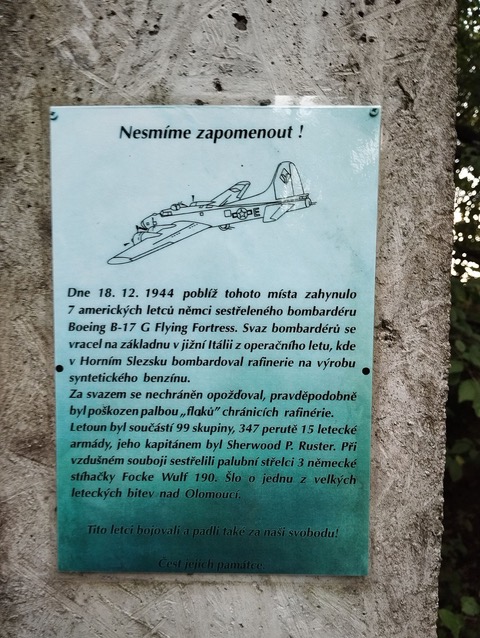 Nesmíme zapomenout !
E
Dne 18. 12. 1944 poblíž tohoto místa zahynulo
7 amerických letců němci sestřeleného bombardéru
Boeing B-17 G Flying Fortress. Svaz bombardérů se
vracel na základnu v jižní Itálii z operačního letu, kde
v Horním Slezsku bombardoval rafinerie na výrobu
syntetického benzínu.
Za svazem se nechráněn opožďoval, pravděpodobně
byl poškozen palbou „flaků" chránících rafinérie.
Letoun byl součástí 99 skupiny, 347 perutě 15 letecké
armády, jeho kapitánem byl Sherwood P. Ruster. Při
vzdušném souboji sestřelili palubní střelci 3 německé
stíhačky Focke Wulf 190. Šlo o jednu z velkých
leteckých bitev nad Olomoucí.
Tito letci bojovali a padli také za naši svobodu!
Čest jejich památce